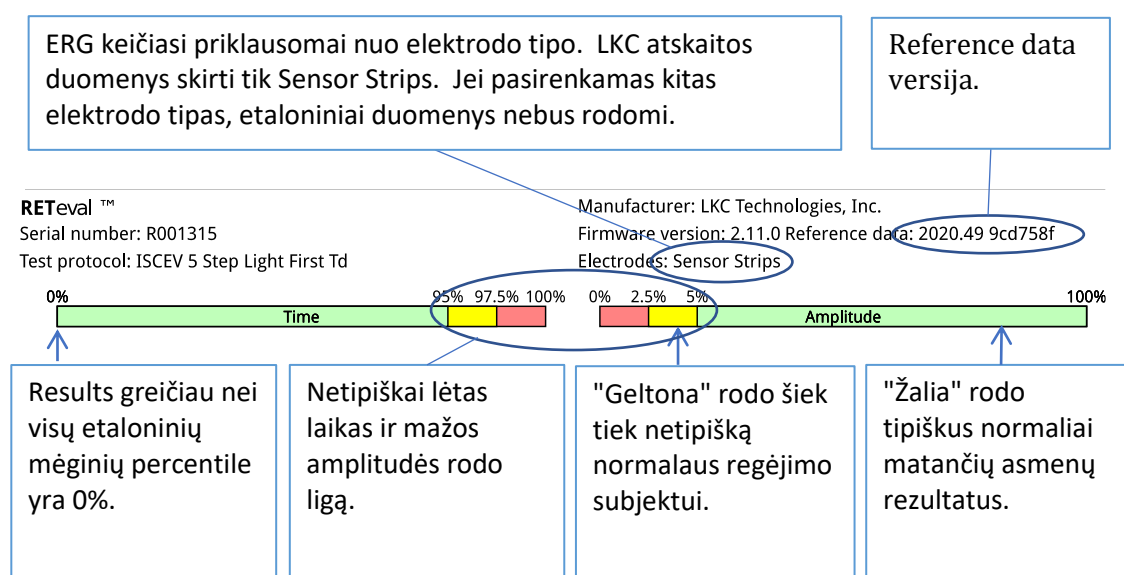 ERG keičiasi priklausomai nuo elektrodo tipo. LKC atskaitos
duomenys skirti tik Sensor Strips. Jei pasirenkamas kitas
elektrodo tipas, etaloniniai duomenys nebus rodomi.
Reference data
versija.
RETeval ™
Serial number: R001315
Test protocol: ISCEV 5 Step Light First Td
Manufacturer: LKC Technologies, Inc.
Firmware version: 2.11.0 Reference data: 2020.49 9cd758f
Electrodes: Sensor Strips
0% 95% 97.5% 100% 0% 2.5% 5% 100%
Time Amplitude
Results greičiau nei
visų etaloninių
mėginių percentile
yra 0%.
Netipiškai lėtas
laikas ir mažos
amplitudės rodo
ligą.
"Geltona" rodo šiek
tiek netipišką
normalaus regėjimo
subjektui.
"Žalia" rodo
tipiškus normaliai
matančių asmenų
rezultatus.